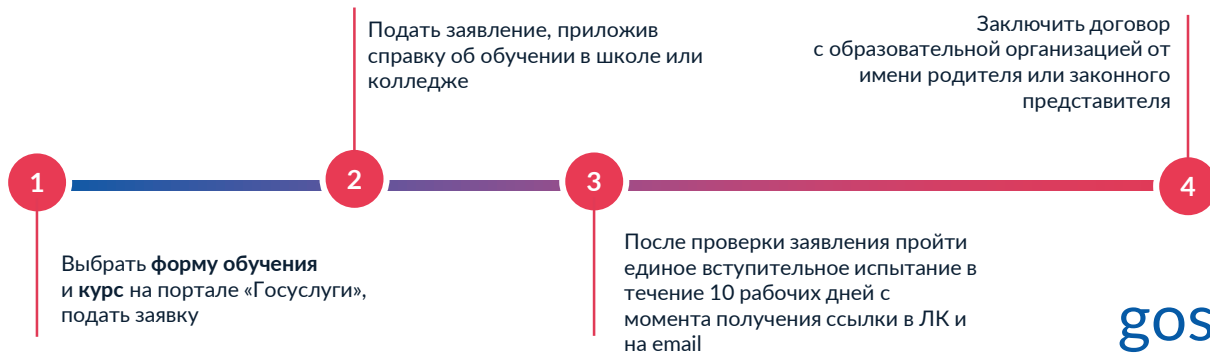 1
Выбрать форму обучения
и курс на портале «Госуслуги»,
подать заявку
2
Подать заявление, приложив
справку об обучении в школе или
колледже
3
После проверки заявления пройти
единое вступительное испытание в
течение 10 рабочих дней с
момента получения ссылки в ЛК и
на email
4
Заключить договор
с образовательной организацией от
имени родителя или законного
представителя
gos